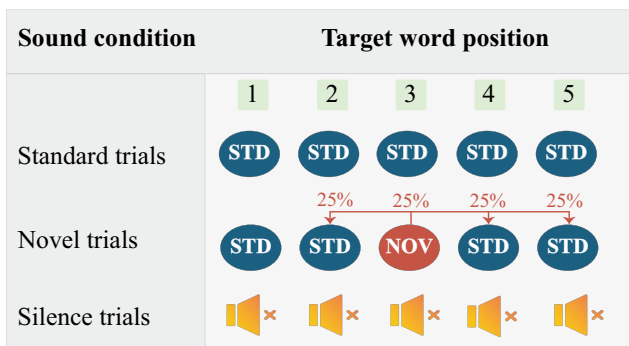 Sound condition Target word position
1 2 3 4 5
Standard trials STD STD STD STD STD
25% 25% 25% 25%
Novel trials STD STD NOV STD STD
Silence trials